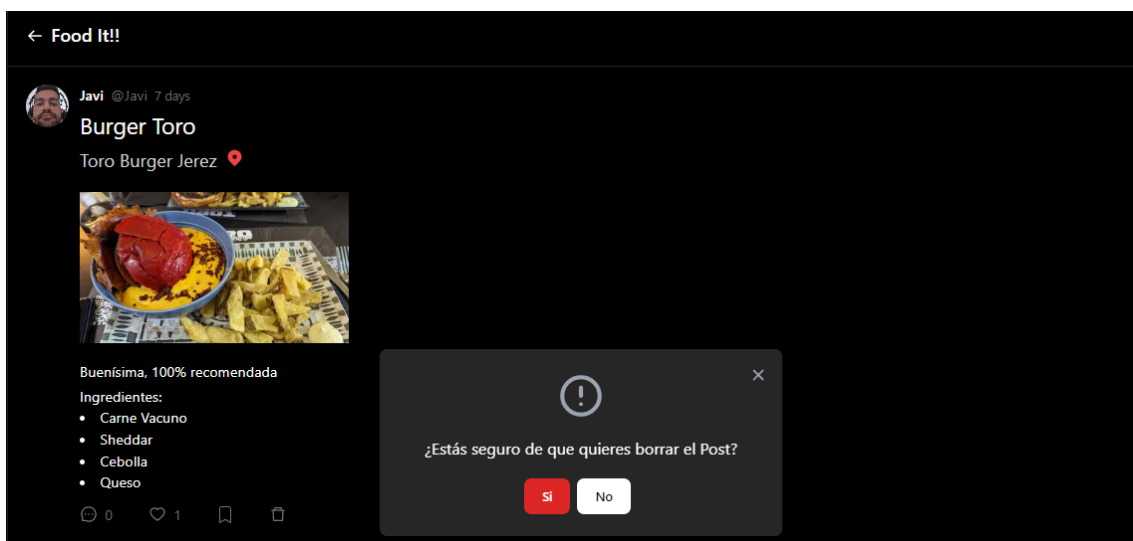 ← Food It!!
Javi @Javi 7 days
Burger Toro
Toro Burger Jerez
Buenísima, 100% recomendada
Ingredientes:
• Carne Vacuno
• Sheddar
• Cebolla
• Queso
0 1
¿Estás seguro de que quieres borrar el Post?
Si No